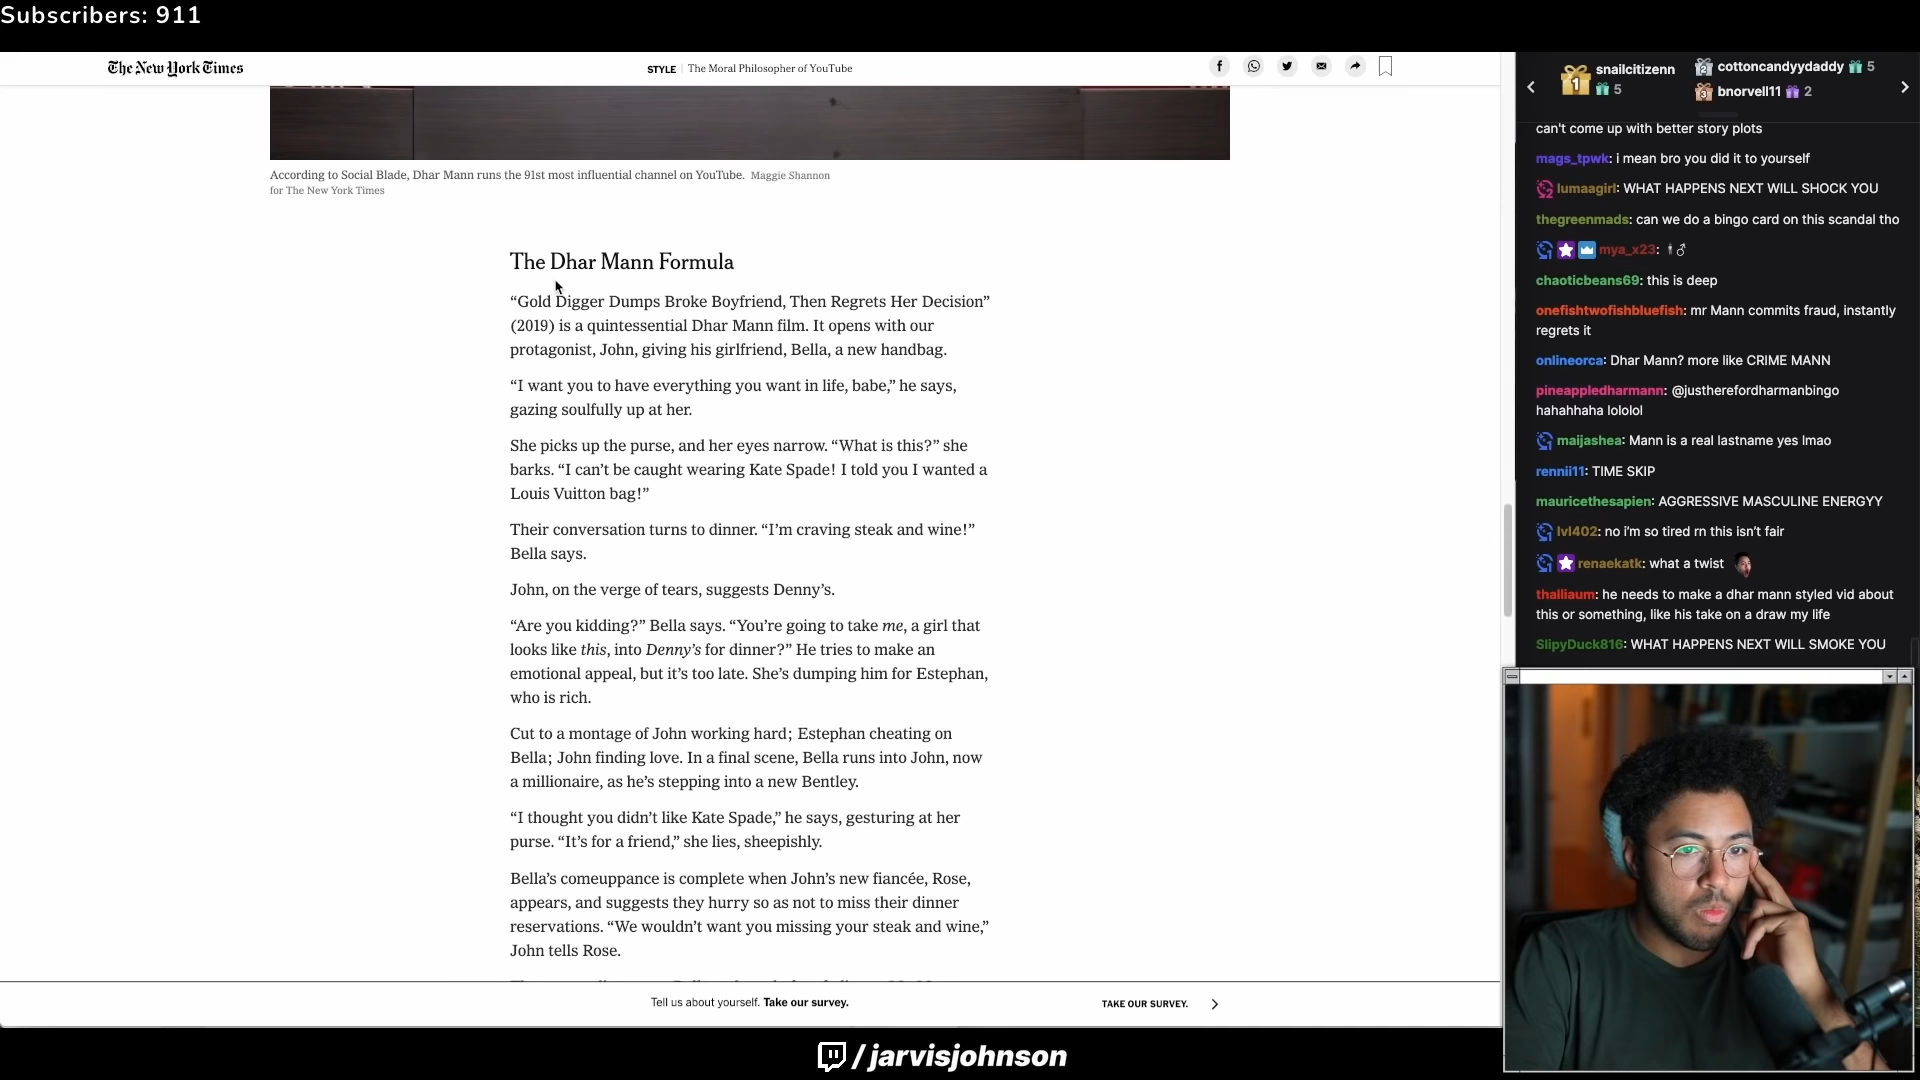 Subscribers: 911
The New York Times
STYLE | The Moral Philosopher of YouTube
According to Social Blade, Dhar Mann runs the 91st most influential channel on YouTube. Maggie Shannon
for The New York Times
The Dhar Mann Formula
“Gold Digger Dumps Broke Boyfriend, Then Regrets Her Decision”
(2019) is a quintessential Dhar Mann film. It opens with our
protagonist, John, giving his girlfriend, Bella, a new handbag.
“I want you to have everything you want in life, babe,” he says,
gazing soulfully up at her.
She picks up the purse, and her eyes narrow. “What is this?” she
barks. “I can’t be caught wearing Kate Spade! I told you I wanted a
Louis Vuitton bag!”
Their conversation turns to dinner. “I’m craving steak and wine!”
Bella says.
John, on the verge of tears, suggests Denny’s.
“Are you kidding?” Bella says. “You’re going to take me, a girl that
looks like this, into Denny’s for dinner?” He tries to make an
emotional appeal, but it’s too late. She’s dumping him for Estephan,
who is rich.
Cut to a montage of John working hard; Estephan cheating on
Bella; John finding love. In a final scene, Bella runs into John, now
a millionaire, as he’s stepping into a new Bentley.
“I thought you didn’t like Kate Spade,” he says, gesturing at her
purse. “It’s for a friend,” she lies, sheepishly.
Bella’s comeuppance is complete when John’s new fiancée, Rose,
appears, and suggests they hurry so as not to miss their dinner
reservations. “We wouldn’t want you missing your steak and wine,”
John tells Rose.
Tell us about yourself. Take our survey.
TAKE OUR SURVEY.
/jarvisjohnson
1 snailcitizenn
5
2 cottoncandyydaddy 5
3 bnorvell11 2
can't come up with better story plots
mags_tpwk: i mean bro you did it to yourself
lumaagirl: WHAT HAPPENS NEXT WILL SHOCK YOU
thegreenmads: can we do a bingo card on this scandal tho
mya_x23: 🕴♂
chaoticbeans69: this is deep
onefishtwofishbluefish: mr Mann commits fraud, instantly
regrets it
onlineorca: Dhar Mann? more like CRIME MANN
pineappledharmann: @justherefordharmanbingo
hahahhaha lololol
maijashea: Mann is a real lastname yes lmao
rennii11: TIME SKIP
mauricethesapien: AGGRESSIVE MASCULINE ENERGYY
lvl402: no i’m so tired rn this isn’t fair
renaekatk: what a twist
thalliaum: he needs to make a dhar mann styled vid about
this or something, like his take on a draw my life
SlipyDuck816: WHAT HAPPENS NEXT WILL SMOKE YOU